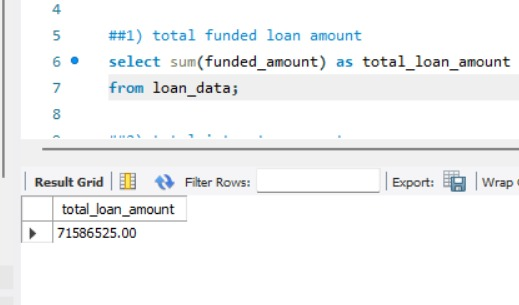 4
5 ##1) total funded loan amount
6 select sum(funded_amount) as total_loan_amount
7 from loan_data;
8
Result Grid Filter Rows: Export: Wrap
total_loan_amount
71586525.00